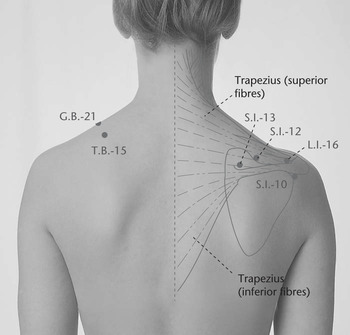 Trapezius (superior
fibres)
G.B.-21
S.I.-13
S.I.-12
T.B.-15
L.I.-16
S.I.-10
Trapezius
(inferior fibres)